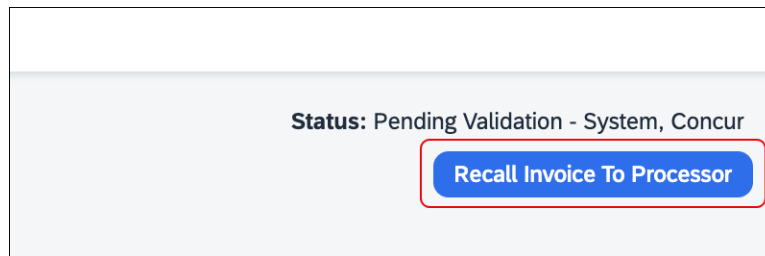 Status: Pending Validation - System, Concur
Recall Invoice To Processor